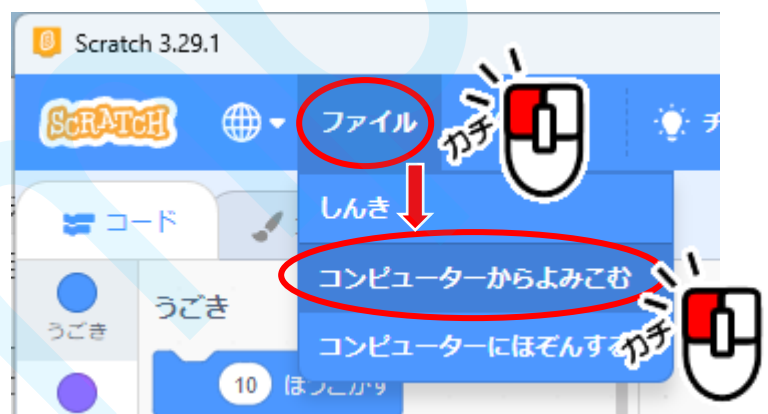 Scratch 3.29.1
SCRATCH
ファイル
カチ
チ
コード
しんき
コンピューターからよみこむ
カチ
うごき
うごき
コンピューターにほぞんする
10